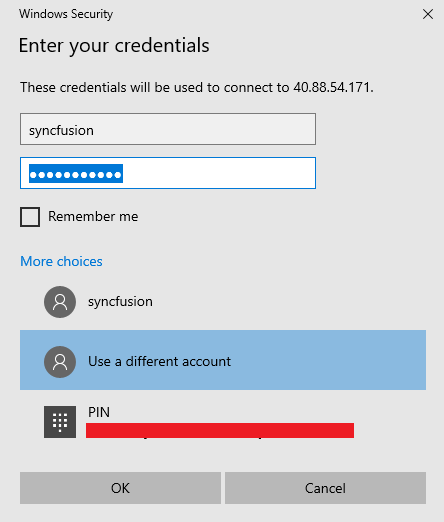 Windows Security
Enter your credentials
These credentials will be used to connect to 40.88.54.171.
syncfusion
●●●●●●●●●●●
Remember me
More choices
syncfusion
Use a different account
PIN
OK
Cancel